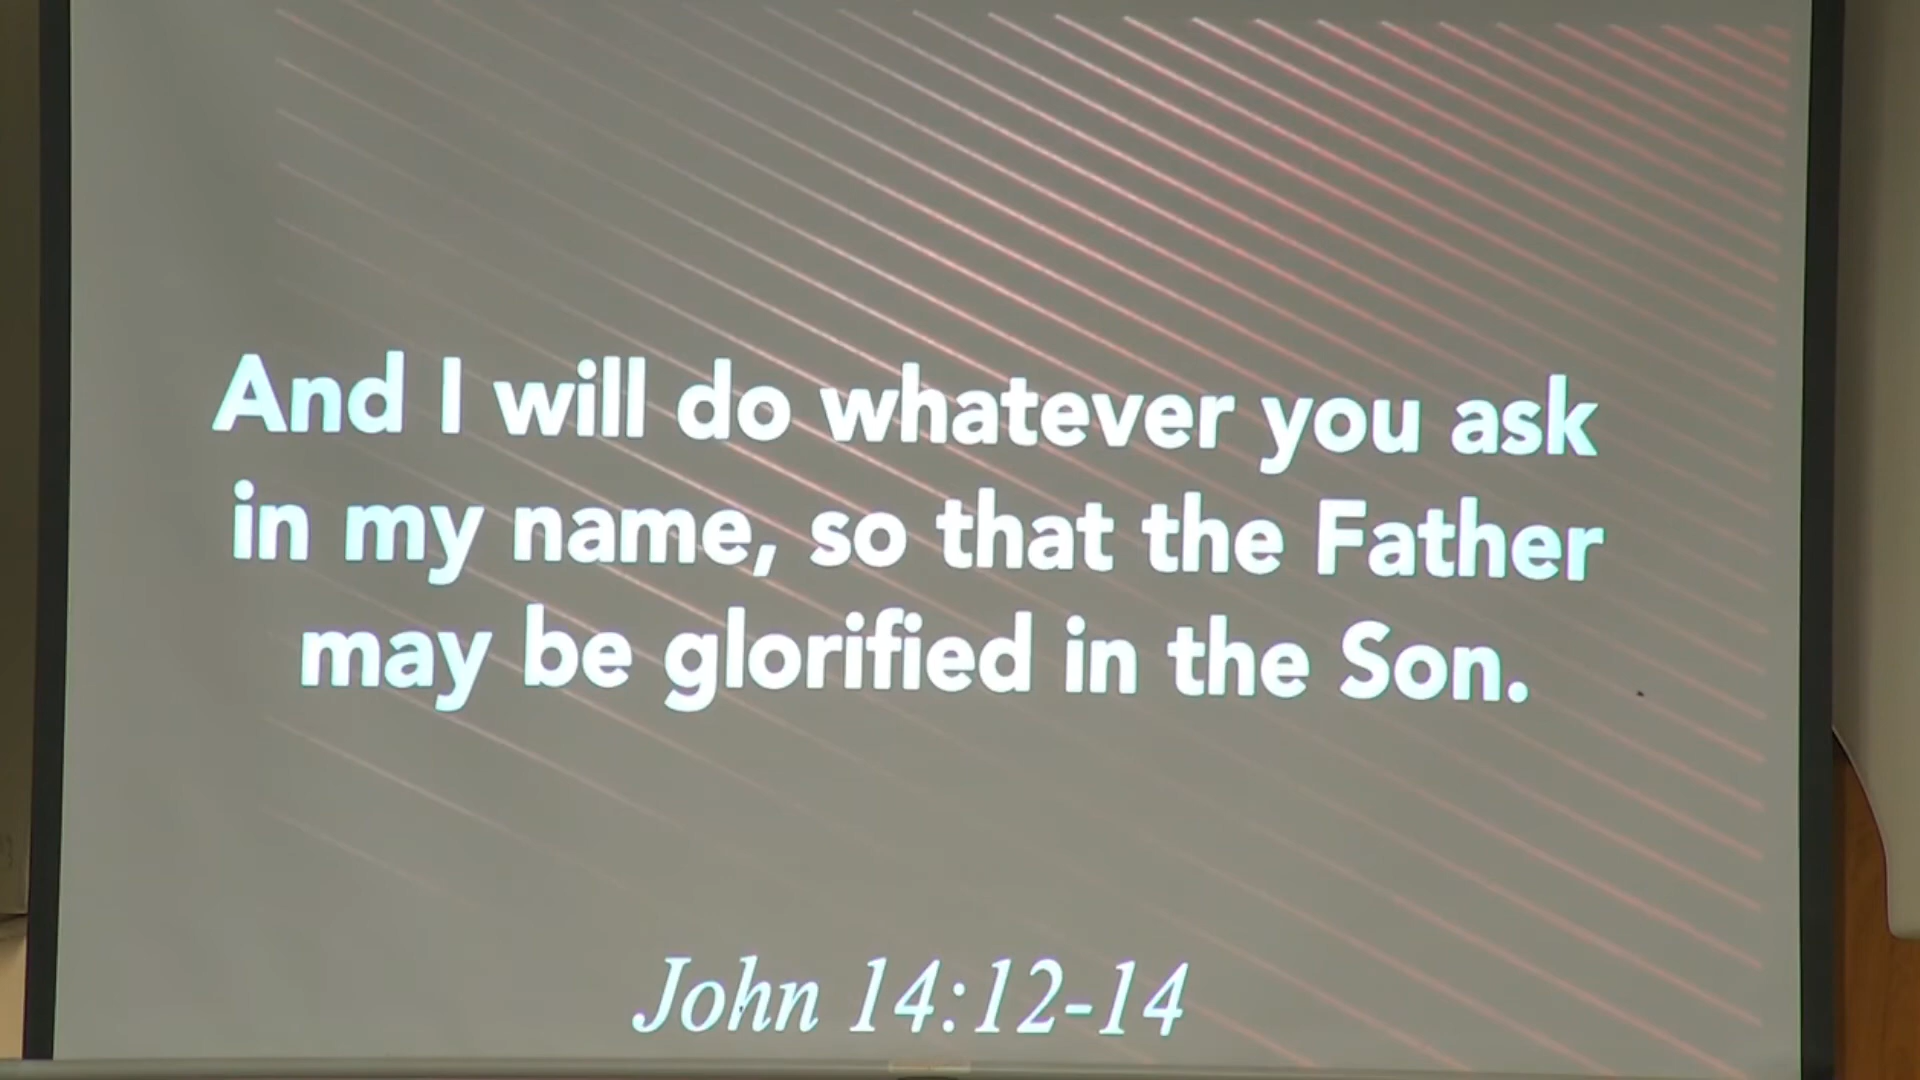 And I will do whatever you ask
in my name, so that the Father
may be glorified in the Son.
John 14:12-14